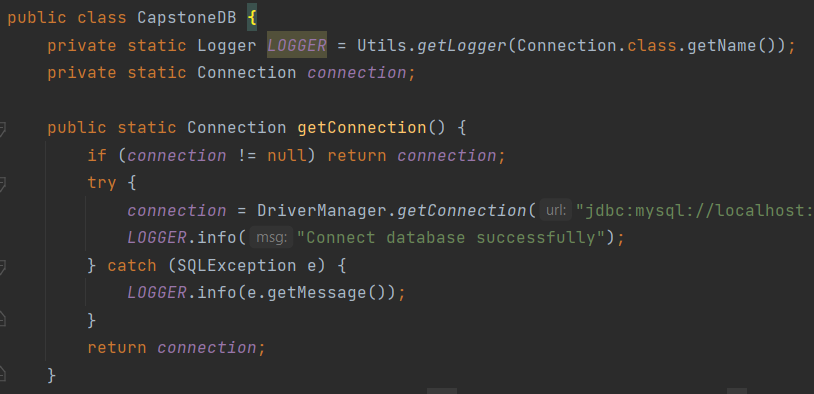 public class CapstoneDB {
    private static Logger LOGGER = Utils.getLogger(Connection.class.getName());
    private static Connection connection;
    public static Connection getConnection() {
        if (connection != null) return connection;
        try {
            connection = DriverManager.getConnection( url: "jdbc:mysql://localhost:
            LOGGER.info( msg: "Connect database successfully");
        } catch (SQLException e) {
            LOGGER.info(e.getMessage());
        }
        return connection;
    }